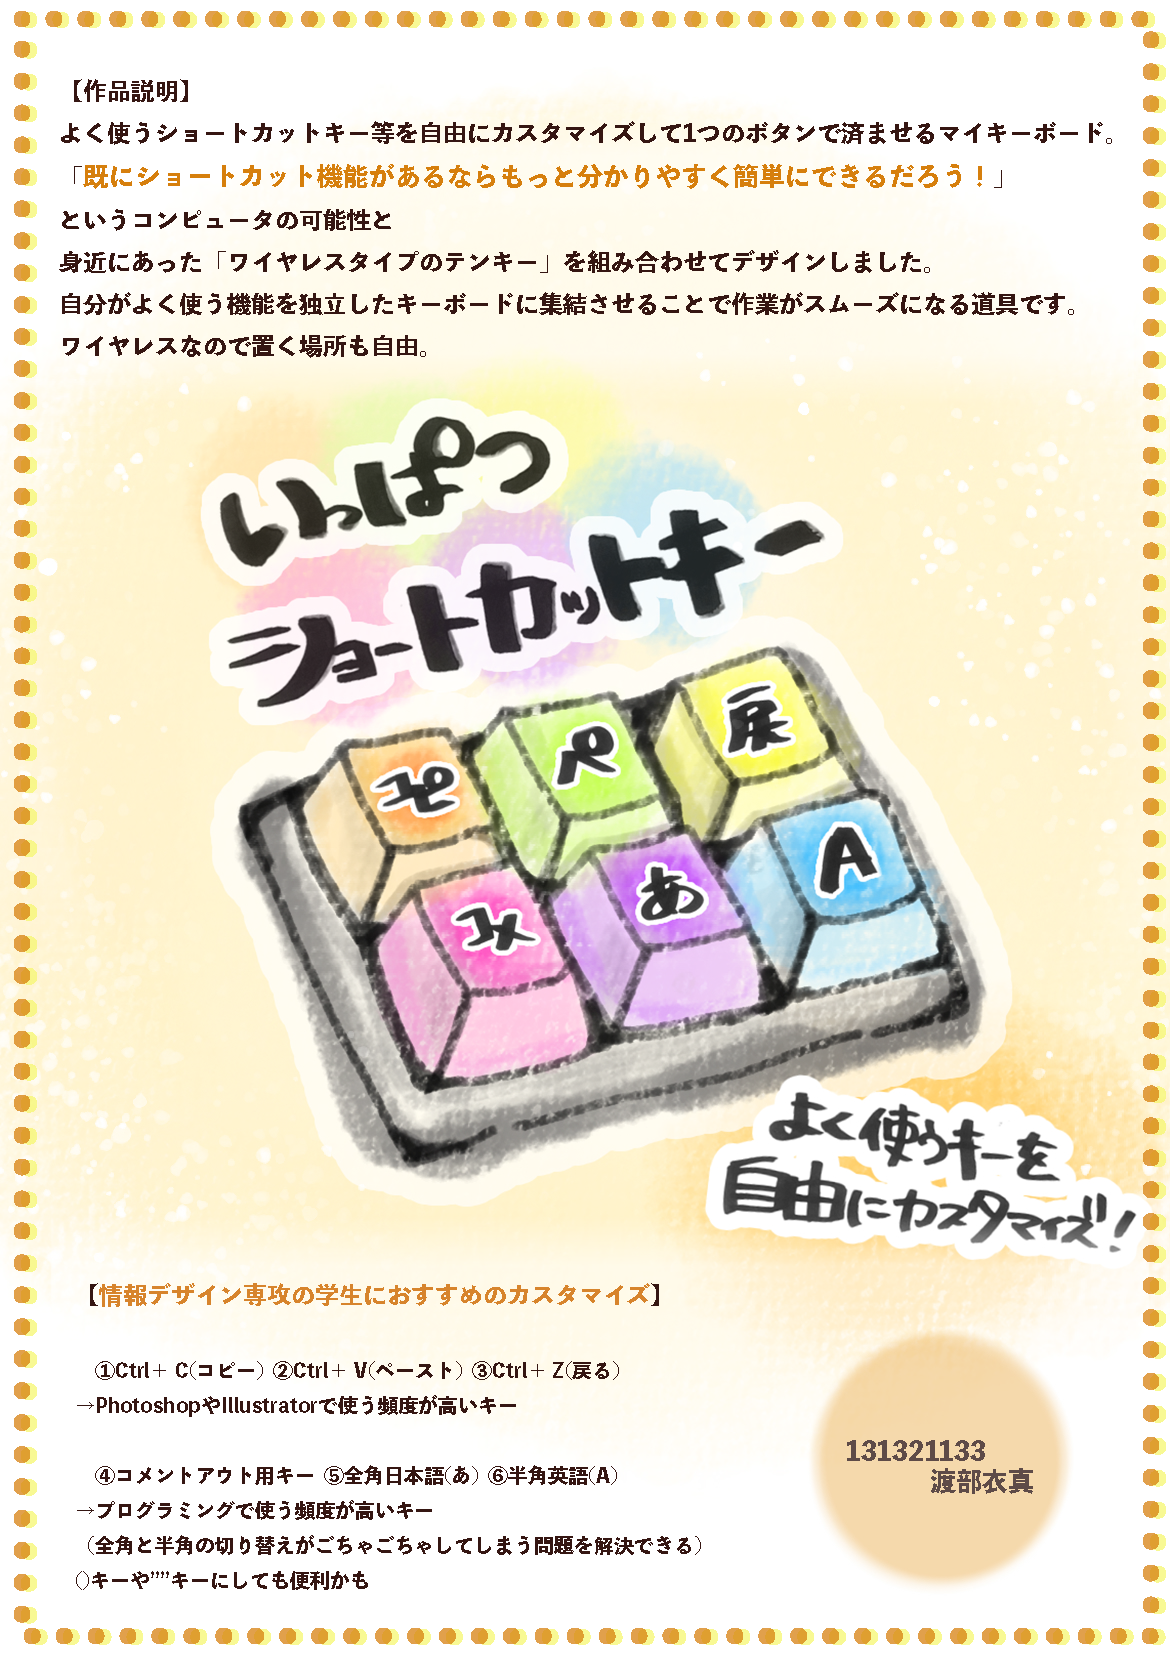 【作品説明】
よく使うショートカットキー等を自由にカスタマイズして1つのボタンで済ませるマイキーボード。
「既にショートカット機能があるならもっと分かりやすく簡単にできるだろう！」
というコンピュータの可能性と
身近にあった「ワイヤレスタイプのテンキー」を組み合わせてデザインしました。
自分がよく使う機能を独立したキーボードに集結させることで作業がスムーズになる道具です。
ワイヤレスなので置く場所も自由。
いっぱつ
ショートカットキー
コピ
ペ
戻
コメ
あ
A
よく使うキーを
自由にカスタマイズ！
【情報デザイン専攻の学生におすすめのカスタマイズ】
①Ctrl＋ C(コピー) ②Ctrl＋ V(ペースト) ③Ctrl＋ Z(戻る)
→PhotoshopやIllustratorで使う頻度が高いキー
④コメントアウト用キー ⑤全角日本語(あ) ⑥半角英語(A)
→プログラミングで使う頻度が高いキー
（全角と半角の切り替えがごちゃごちゃしてしまう問題を解決できる）
()キーや””キーにしても便利かも
131321133
渡部衣真